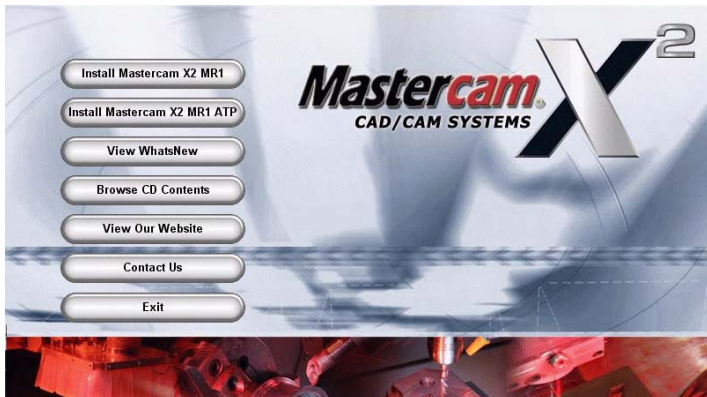 Install Mastercam X2 MR1
Install Mastercam X2 MR1 ATP
View WhatsNew
Browse CD Contents
View Our Website
Contact Us
Exit
Mastercam® X2
CAD/CAM SYSTEMS